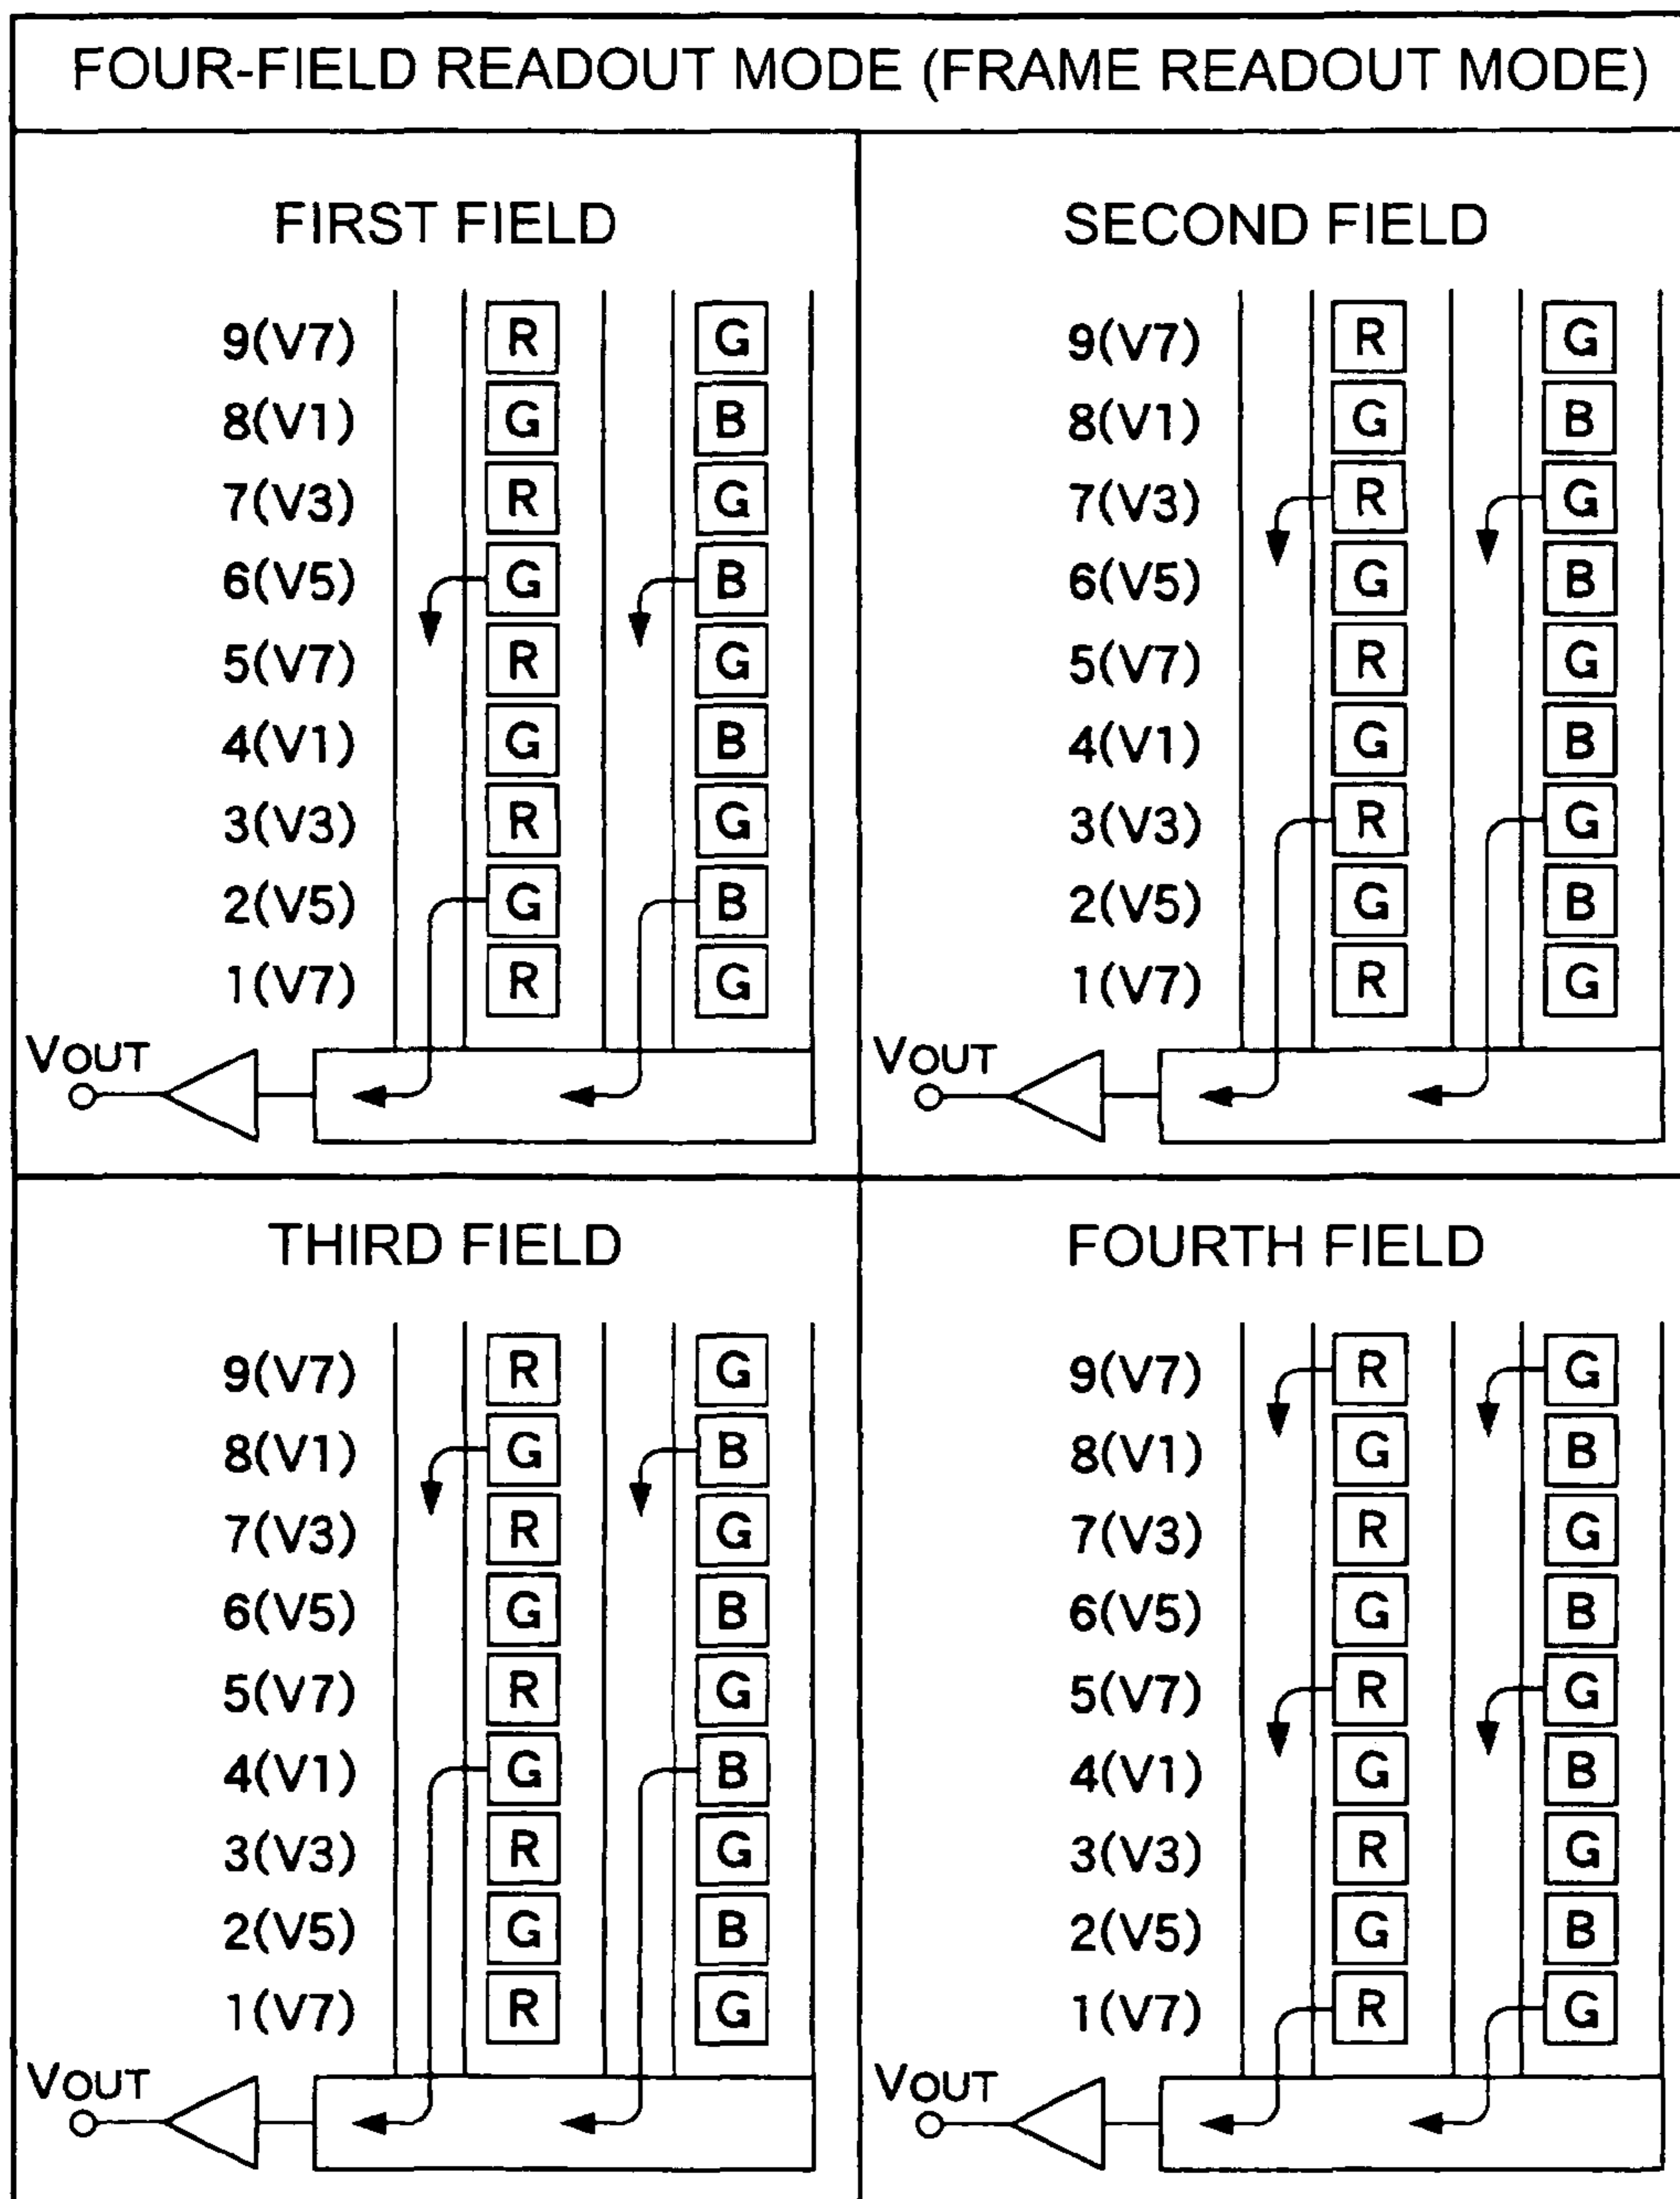 FOUR-FIELD READOUT MODE (FRAME READOUT MODE)
FIRST FIELD
9(V7) R G
8(V1) G B
7(V3) R G
6(V5) G B
5(V7) R G
4(V1) G B
3(V3) R G
2(V5) G B
1(V7) R G
VOUT
SECOND FIELD
9(V7) R G
8(V1) G B
7(V3) R G
6(V5) G B
5(V7) R G
4(V1) G B
3(V3) R G
2(V5) G B
1(V7) R G
VOUT
THIRD FIELD
9(V7) R G
8(V1) G B
7(V3) R G
6(V5) G B
5(V7) R G
4(V1) G B
3(V3) R G
2(V5) G B
1(V7) R G
VOUT
FOURTH FIELD
9(V7) R G
8(V1) G B
7(V3) R G
6(V5) G B
5(V7) R G
4(V1) G B
3(V3) R G
2(V5) G B
1(V7) R G
VOUT